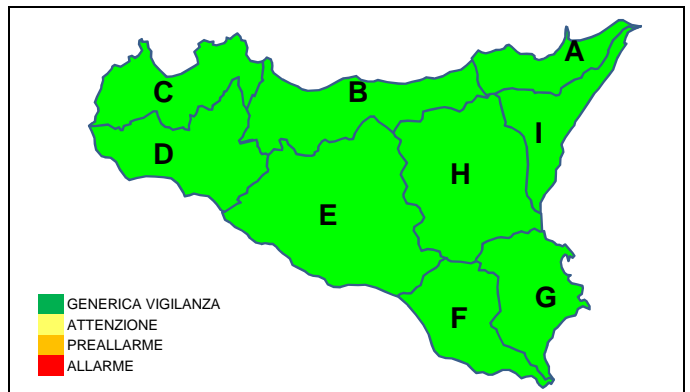 A
B
C
I
D
H
E
G
F
GENERICA VIGILANZA
ATTENZIONE
PREALLARME
ALLARME